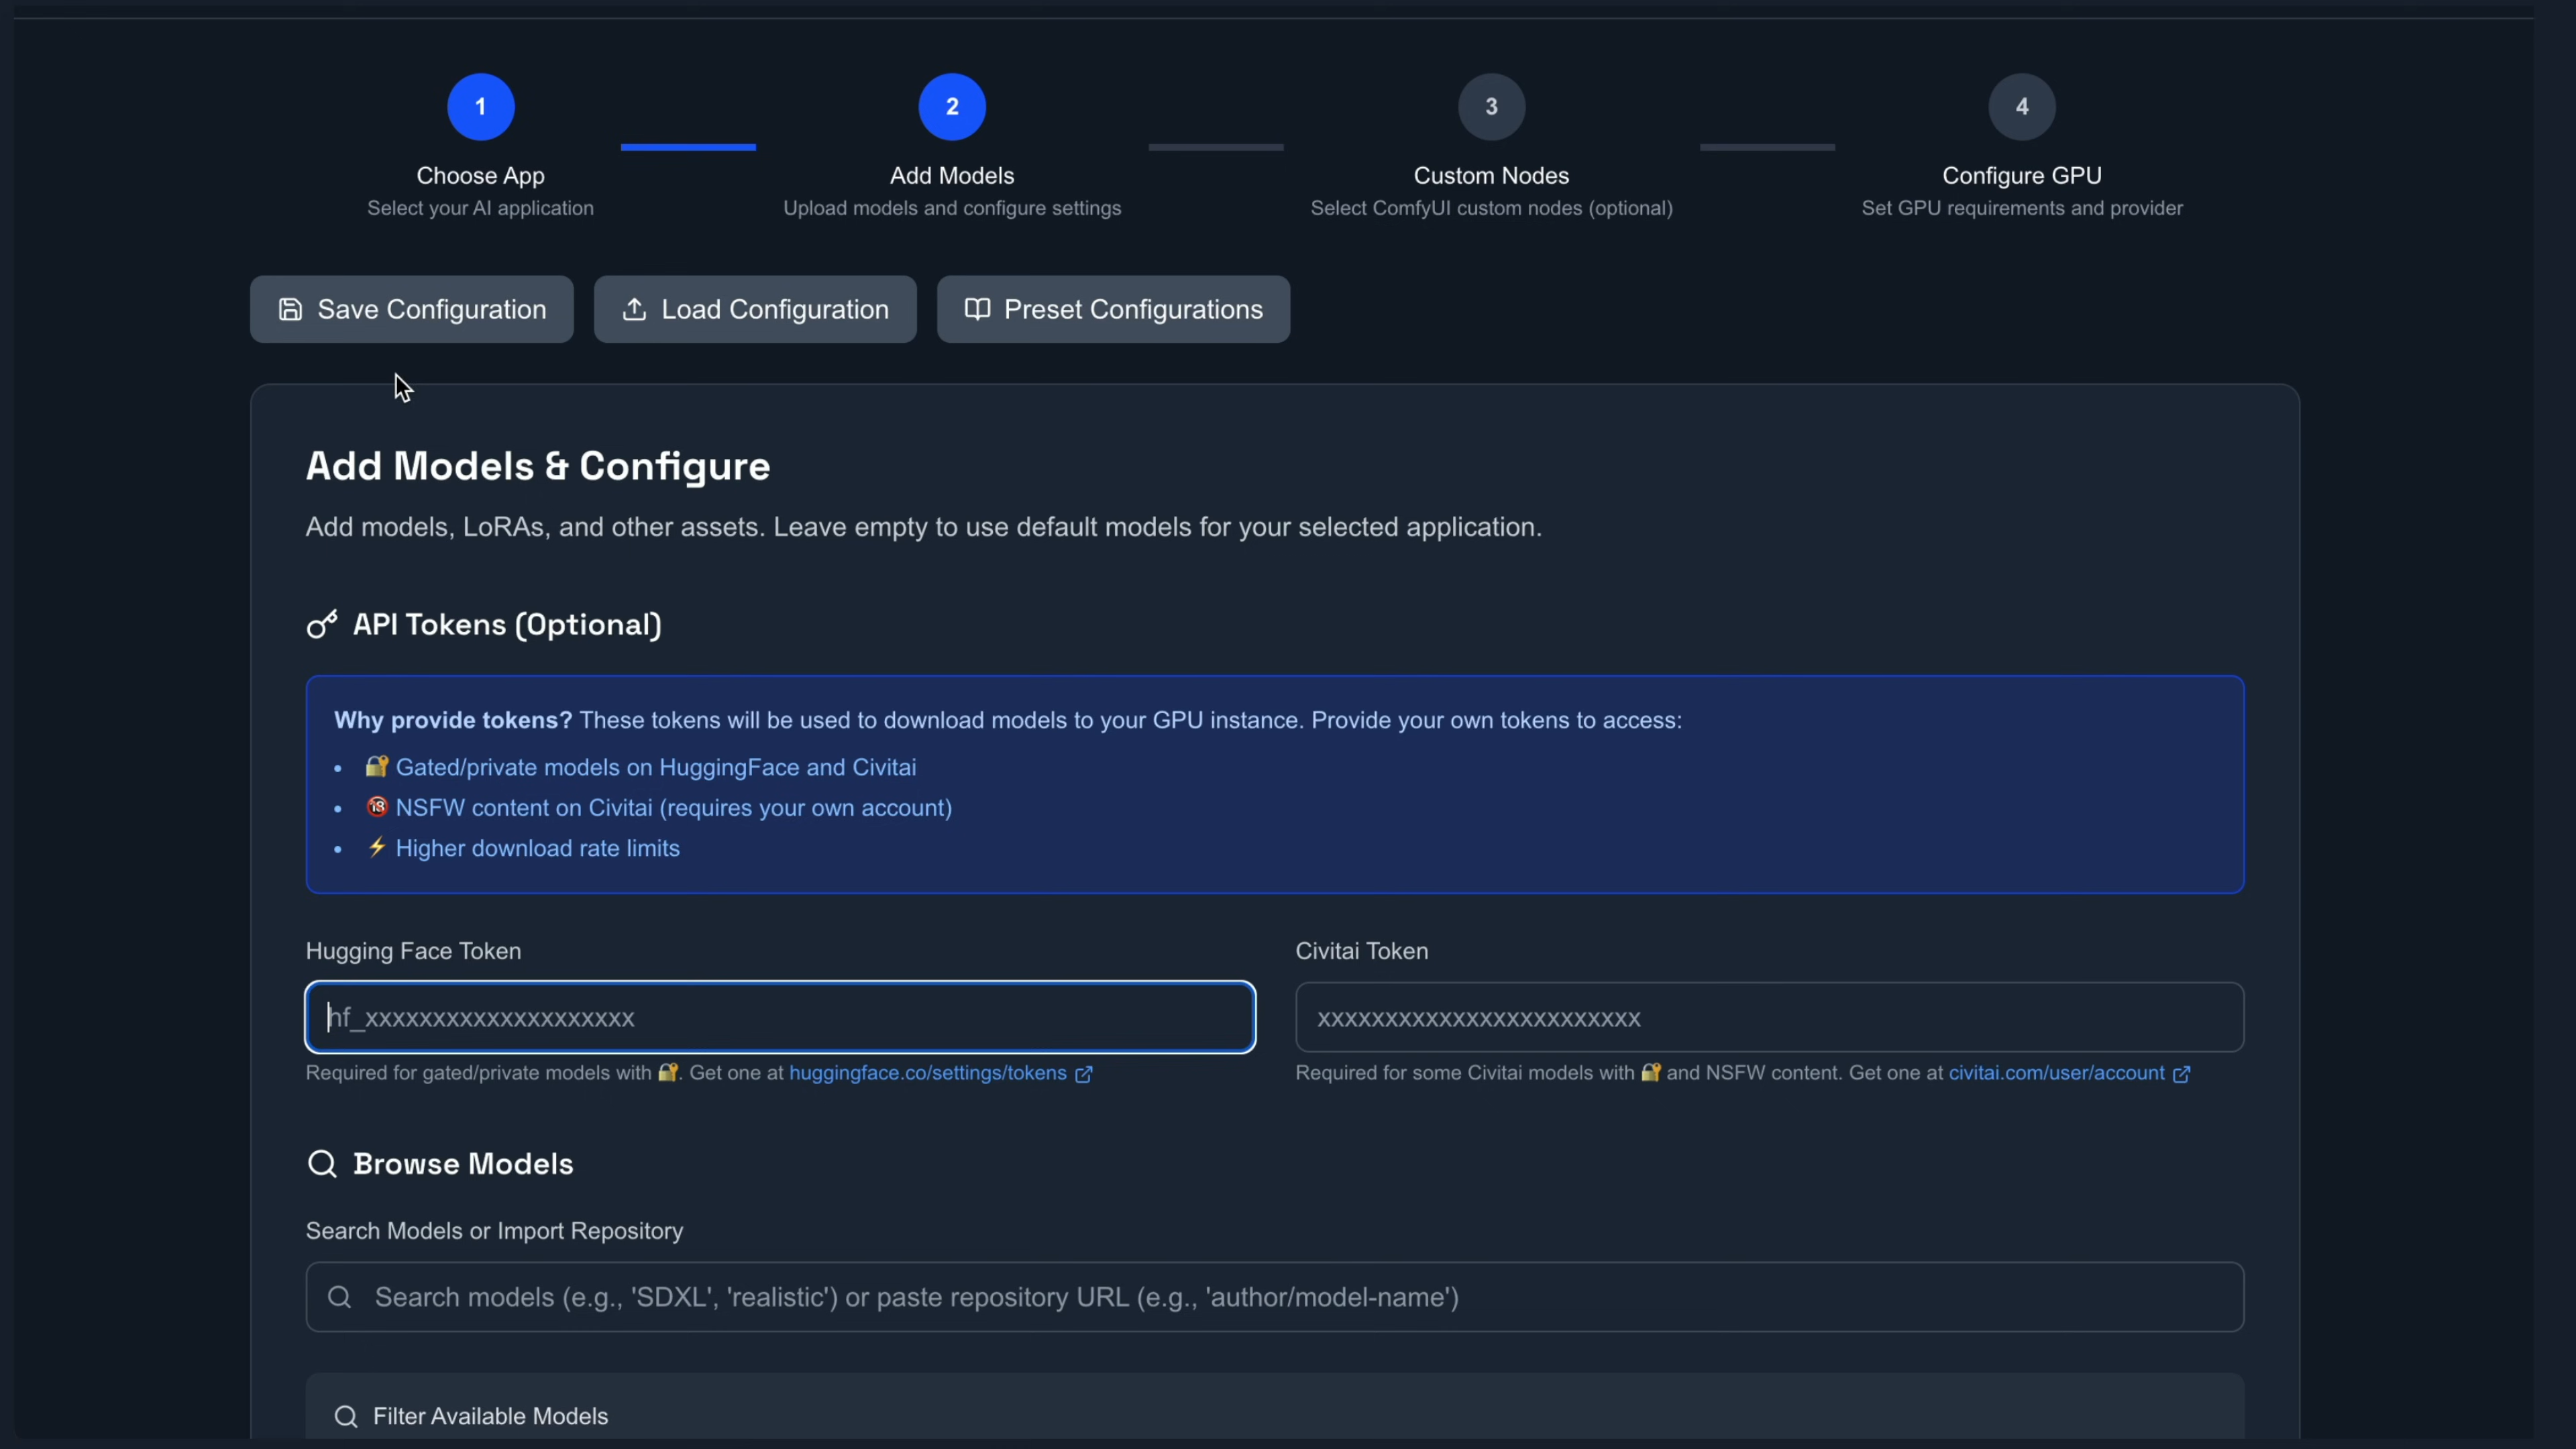 1
2
3
4
Choose App
Add Models
Custom Nodes
Configure GPU
Select your AI application
Upload models and configure settings
Select ComfyUI custom nodes (optional)
Set GPU requirements and provider
Save Configuration
Load Configuration
Preset Configurations
Add Models & Configure
Add models, LoRAs, and other assets. Leave empty to use default models for your selected application.
API Tokens (Optional)
Why provide tokens? These tokens will be used to download models to your GPU instance. Provide your own tokens to access:
• 🔐 Gated/private models on HuggingFace and Civitai
• 🔞 NSFW content on Civitai (requires your own account)
• ⚡ Higher download rate limits
Hugging Face Token
Civitai Token
hf_xxxxxxxxxxxxxxxxxxxx
xxxxxxxxxxxxxxxxxxxxxxxx
Required for gated/private models with 🔐. Get one at huggingface.co/settings/tokens
Required for some Civitai models with 🔐 and NSFW content. Get one at civitai.com/user/account
Browse Models
Search Models or Import Repository
Search models (e.g., 'SDXL', 'realistic') or paste repository URL (e.g., 'author/model-name')
Filter Available Models